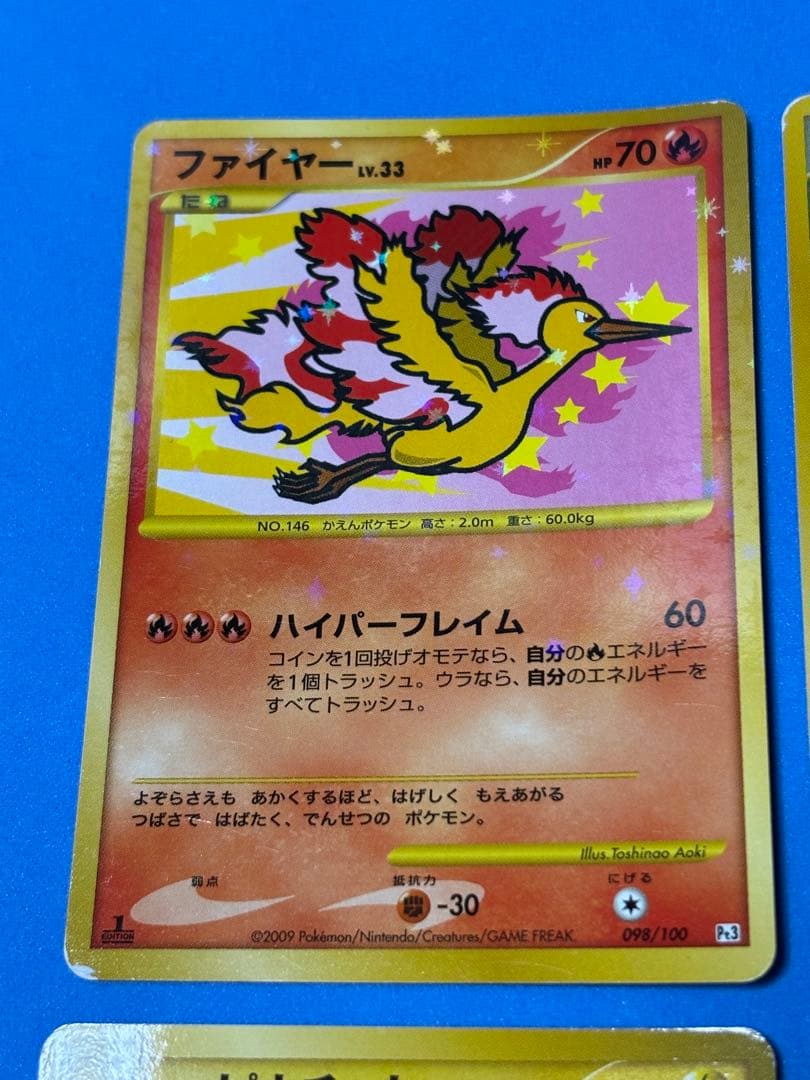 ファイヤーLV.33 HP70
たね
NO.146 かえんポケモン 高さ：2.0m 重さ：60.0kg
ハイパーフレイム 60
コインを1回投げオモテなら、自分のエネルギー
を1個トラッシュ。ウラなら、自分のエネルギーを
すべてトラッシュ。
よぞらさえも あかくするほど、はげしく もえあがる
つばさで はばたく、でんせつの ポケモン。
Illus.Toshinao Aoki
弱点 抵抗力 にげる
-30
1 EDITION
©2009 Pokémon/Nintendo/Creatures/GAME FREAK. 098/100 Pt3